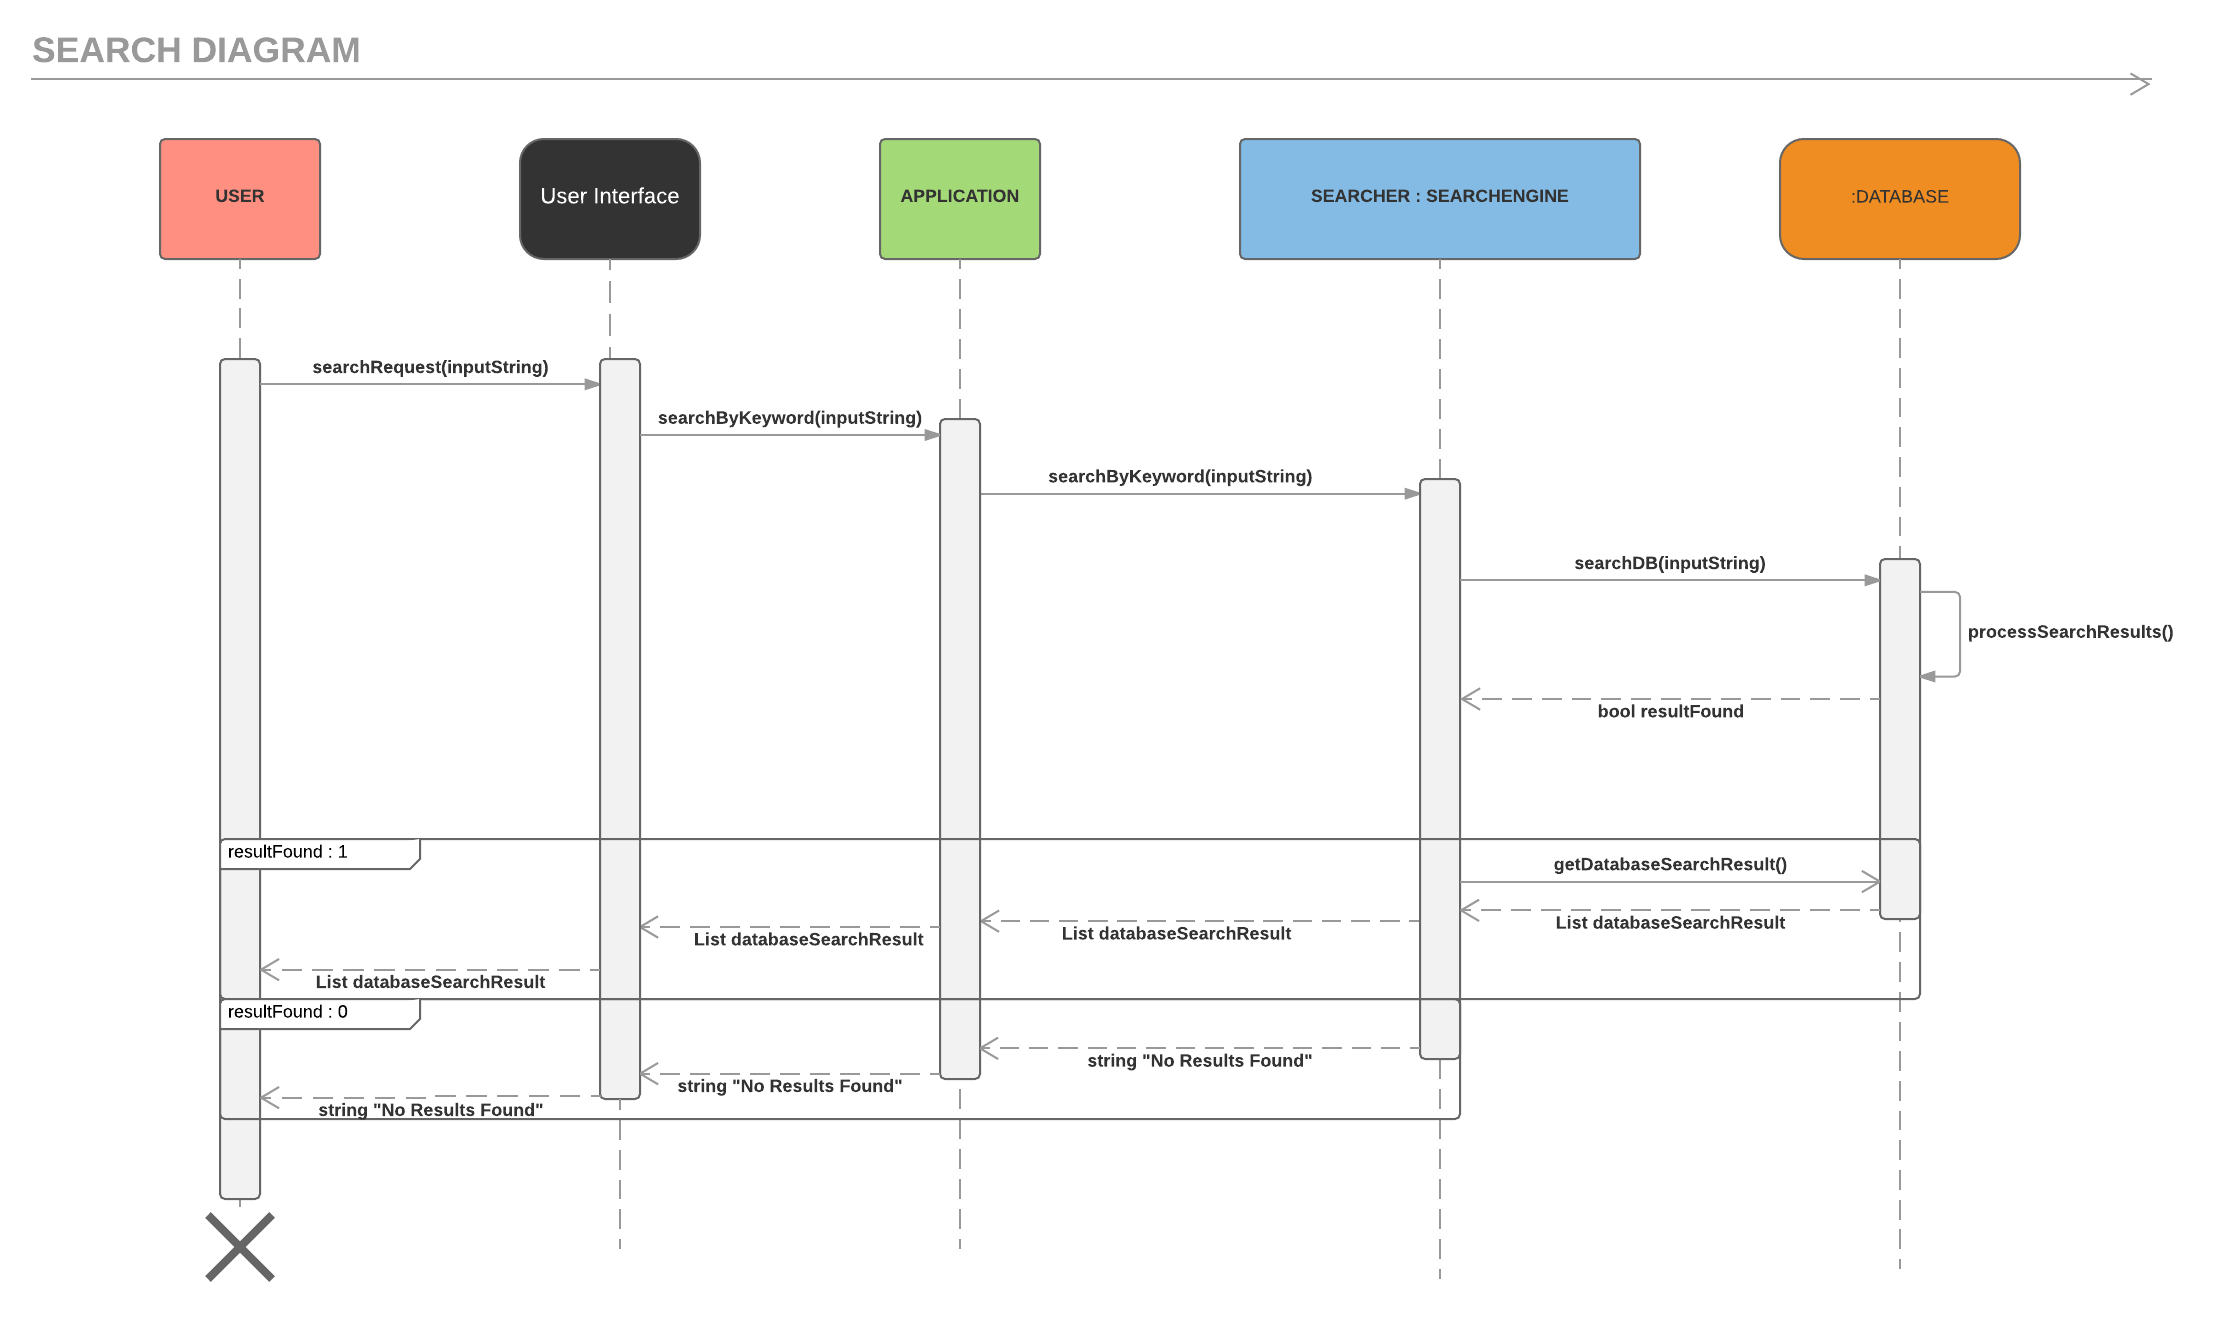 SEARCH DIAGRAM
USER
User Interface
APPLICATION
SEARCHER : SEARCHENGINE
:DATABASE
searchRequest(inputString)
searchByKeyword(inputString)
searchByKeyword(inputString)
searchDB(inputString)
processSearchResults()
bool resultFound
resultFound : 1
getDatabaseSearchResult()
List databaseSearchResult
List databaseSearchResult
List databaseSearchResult
List databaseSearchResult
resultFound : 0
string "No Results Found"
string "No Results Found"
string "No Results Found"